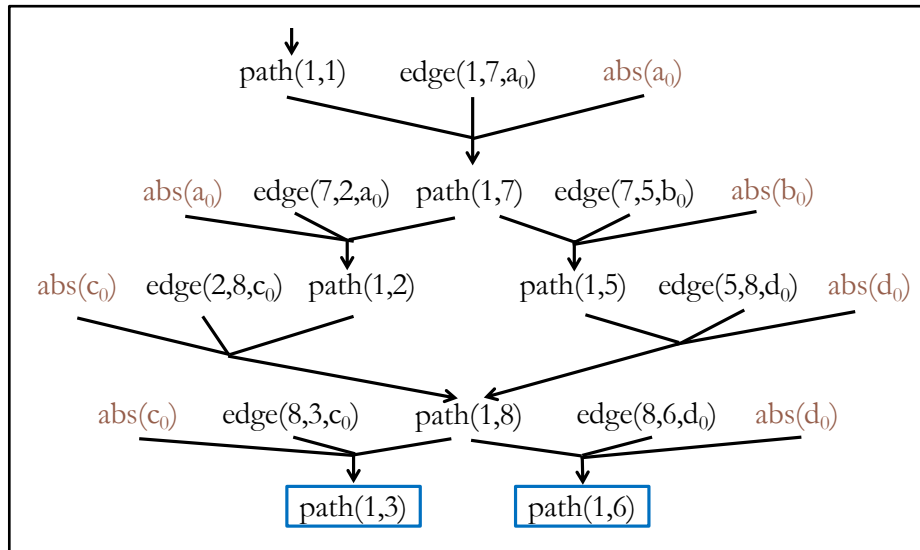 path(1,1) edge(1,7,a₀) abs(a₀)
abs(a₀) edge(7,2,a₀) path(1,7) edge(7,5,b₀) abs(b₀)
abs(c₀) edge(2,8,c₀) path(1,2) path(1,5) edge(5,8,d₀) abs(d₀)
abs(c₀) edge(8,3,c₀) path(1,8) edge(8,6,d₀) abs(d₀)
path(1,3) path(1,6)